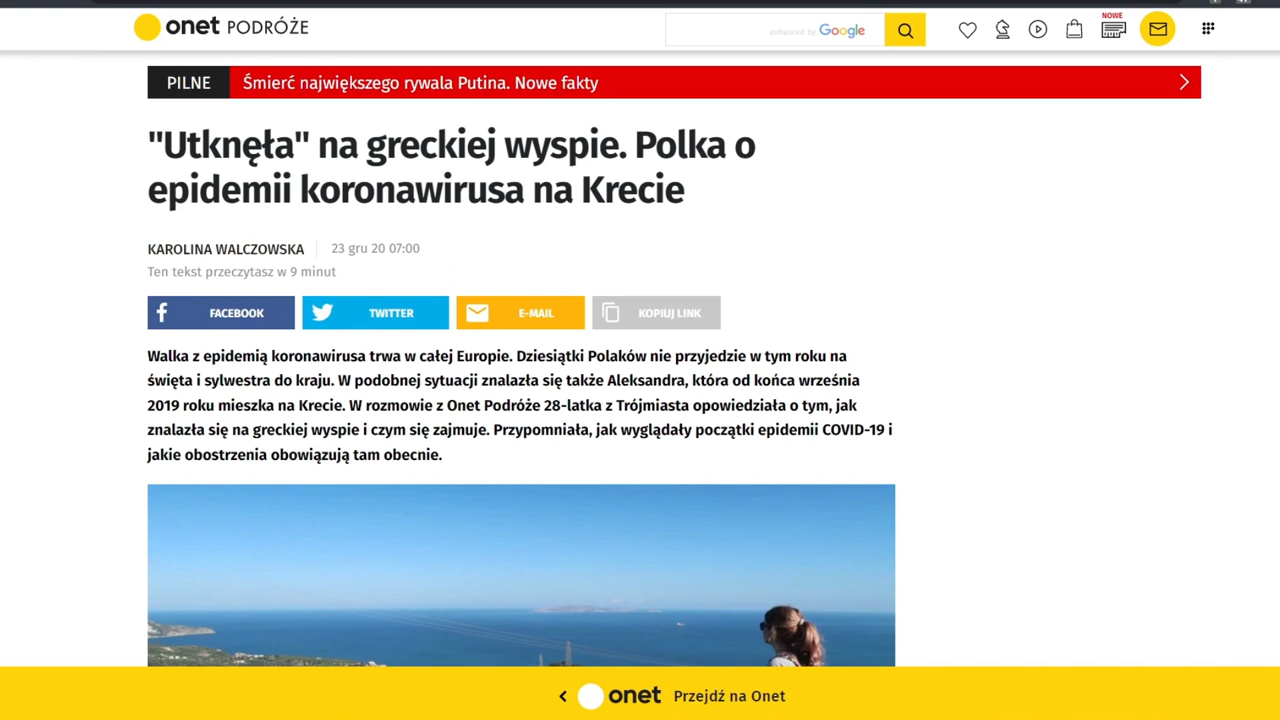 onet PODRÓŻE
enhanced by Google
NOWE
PILNE
Śmierć największego rywala Putina. Nowe fakty
"Utknęła" na greckiej wyspie. Polka o
epidemii koronawirusa na Krecie
KAROLINA WALCZOWSKA
23 gru 20 07:00
Ten tekst przeczytasz w 9 minut
FACEBOOK
TWITTER
E-MAIL
KOPIUJ LINK
Walka z epidemią koronawirusa trwa w całej Europie. Dziesiątki Polaków nie przyjedzie w tym roku na
święta i sylwestra do kraju. W podobnej sytuacji znalazła się także Aleksandra, która od końca września
2019 roku mieszka na Krecie. W rozmowie z Onet Podróże 28-latka z Trójmiasta opowiedziała o tym, jak
znalazła się na greckiej wyspie i czym się zajmuje. Przypomniała, jak wyglądały początki epidemii COVID-19 i
jakie obostrzenia obowiązują tam obecnie.
onet Przejdź na Onet